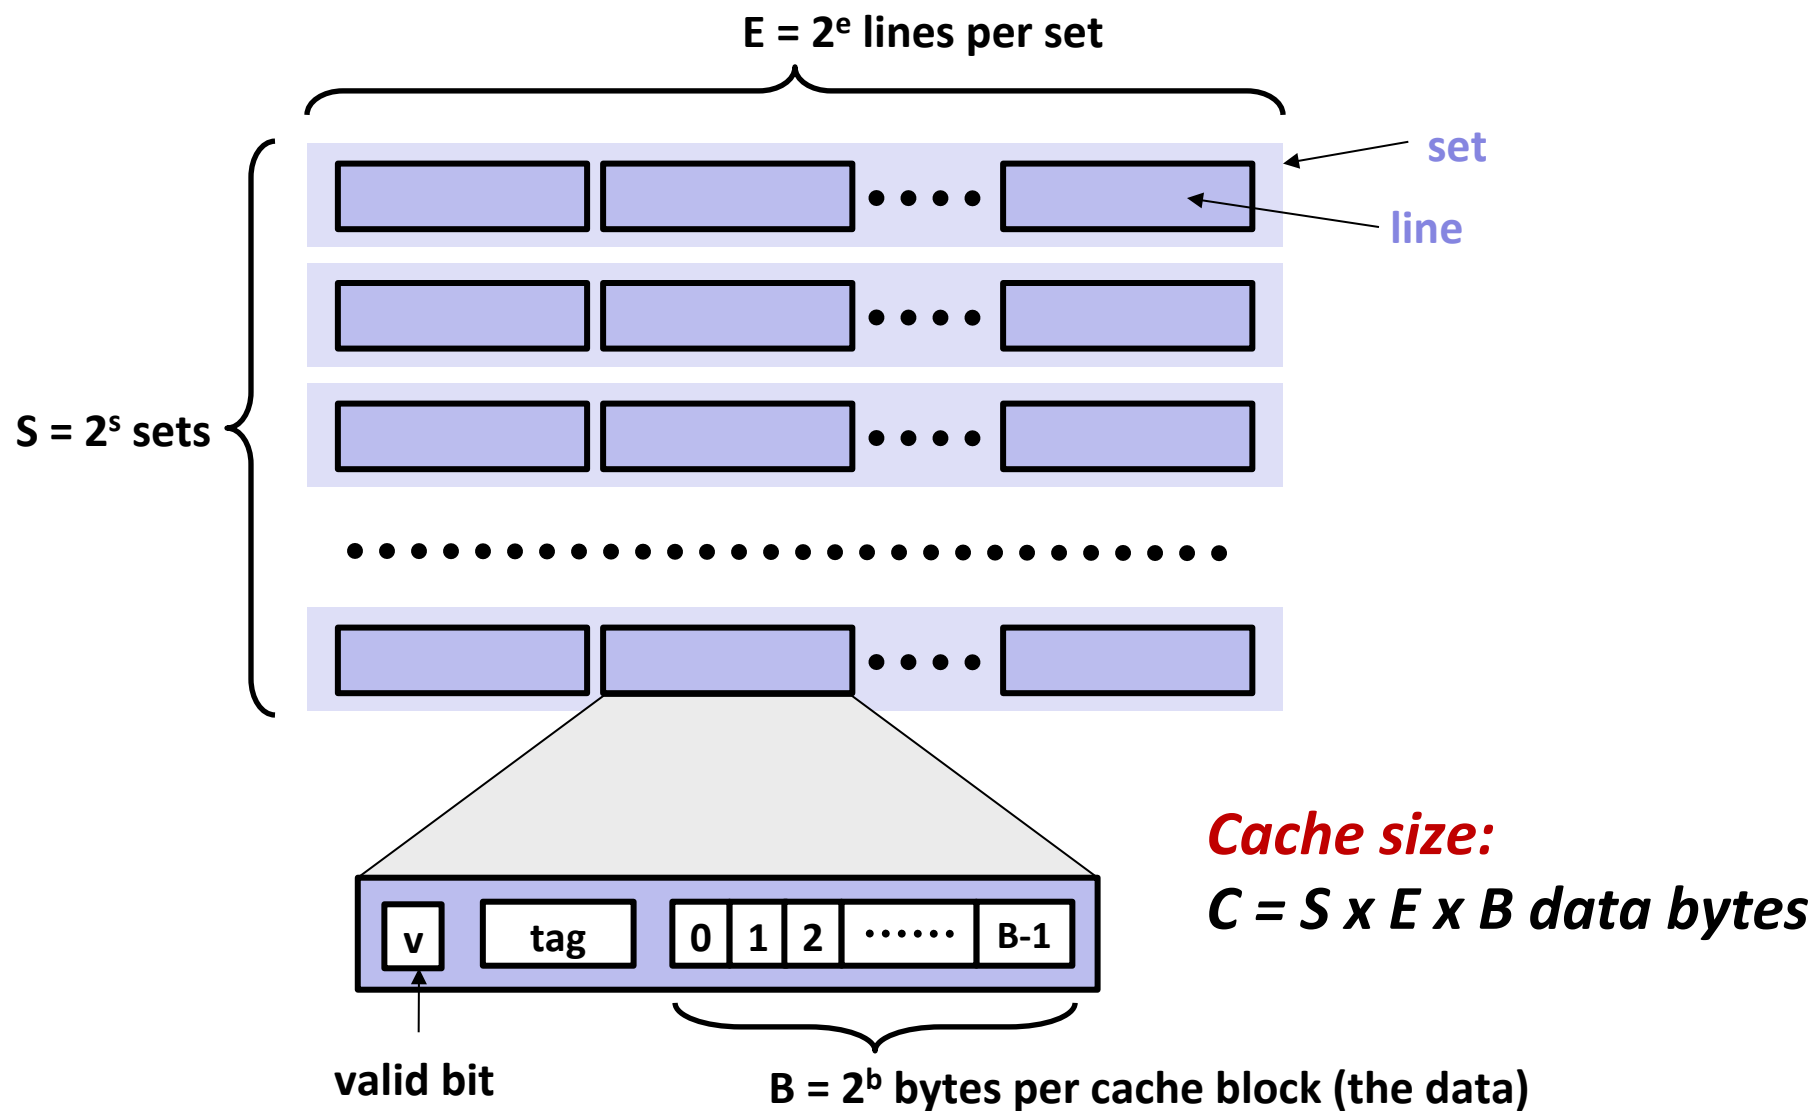 E = 2ᵉ lines per set
set
line
S = 2ˢ sets
Cache size:
C = S x E x B data bytes
v
tag
0
1
2
······
B-1
valid bit
B = 2ᵇ bytes per cache block (the data)